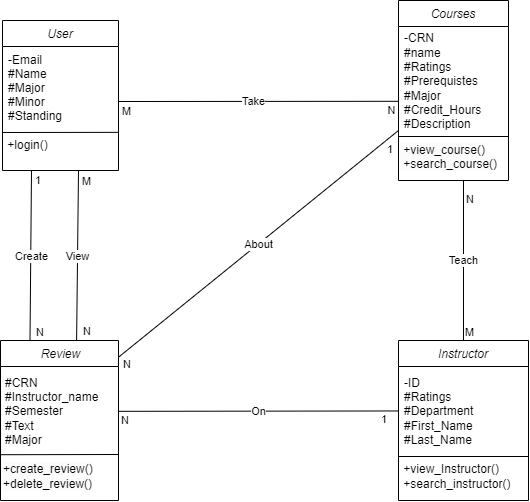 User
-Email
#Name
#Major
#Minor
#Standing
+login()
Courses
-CRN
#name
#Ratings
#Prerequistes
#Major
#Credit_Hours
#Description
+view_course()
+search_course()
M
Take
N
1
M
1
N
Create
View
About
Teach
N
N
N
M
Review
#CRN
#Instructor_name
#Semester
#Text
#Major
+create_review()
+delete_review()
N
On
1
Instructor
-ID
#Ratings
#Department
#First_Name
#Last_Name
+view_Instructor()
+search_instructor()